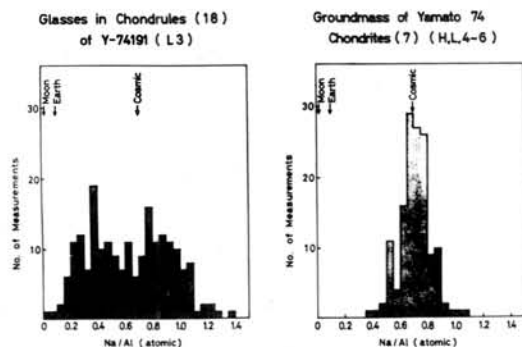 Glasses in Chondrules (18)
of Y-74191 (L3)
Moon
Earth
Cosmic
30
20
10
No. of Measurements
0 0.2 0.4 0.6 0.8 1.0 1.2 1.4
Na/Al (atomic)
Groundmass of Yamato 74
Chondrites (7) (H,L,4-6)
Moon
Earth
Cosmic
30
20
10
No. of Measurements
0 0.2 0.4 0.6 0.8 1.0 1.2 1.4
Na/Al (atomic)